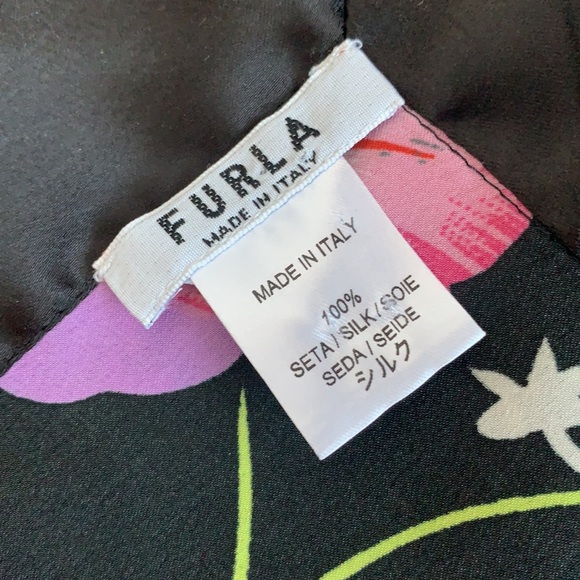 FURLA
MADE IN ITALY
MADE IN ITALY
100%
SETA / SILK / SOIE
SEDA / SEIDE
シルク